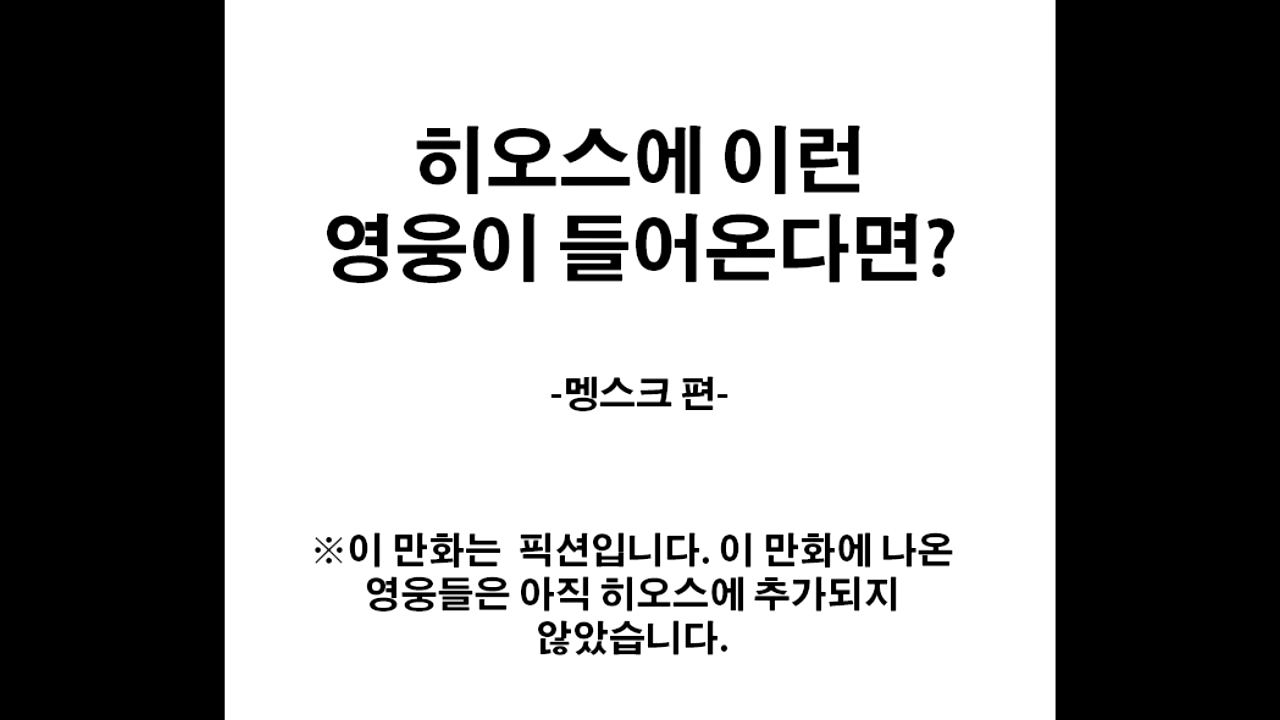 히오스에 이런
영웅이 들어온다면?
-멩스크 편-
※이 만화는 픽션입니다. 이 만화에 나온
영웅들은 아직 히오스에 추가되지
않았습니다.